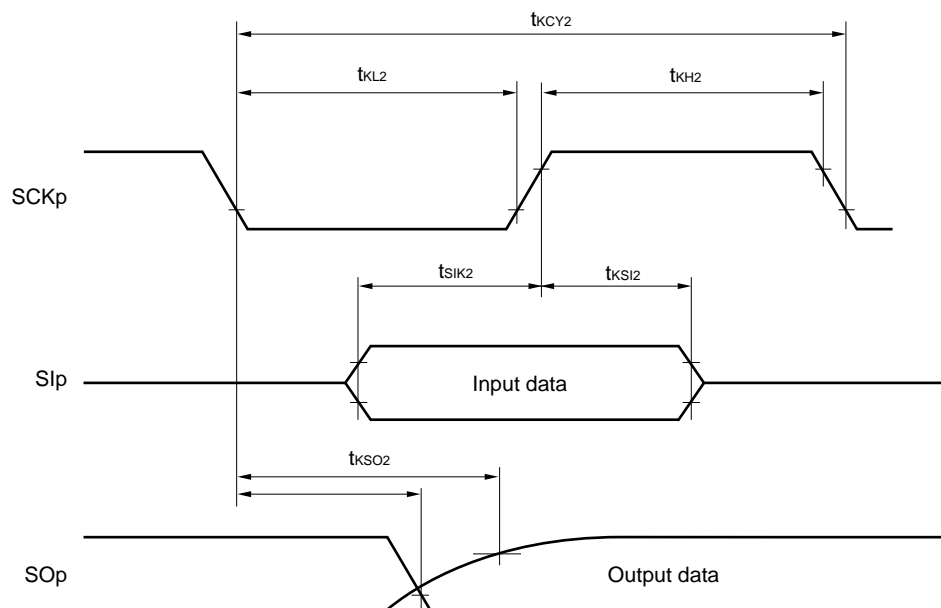 tKCY2
tKL2
tKH2
SCKp
tSIK2
tKSI2
SIp
Input data
tKSO2
SOp
Output data